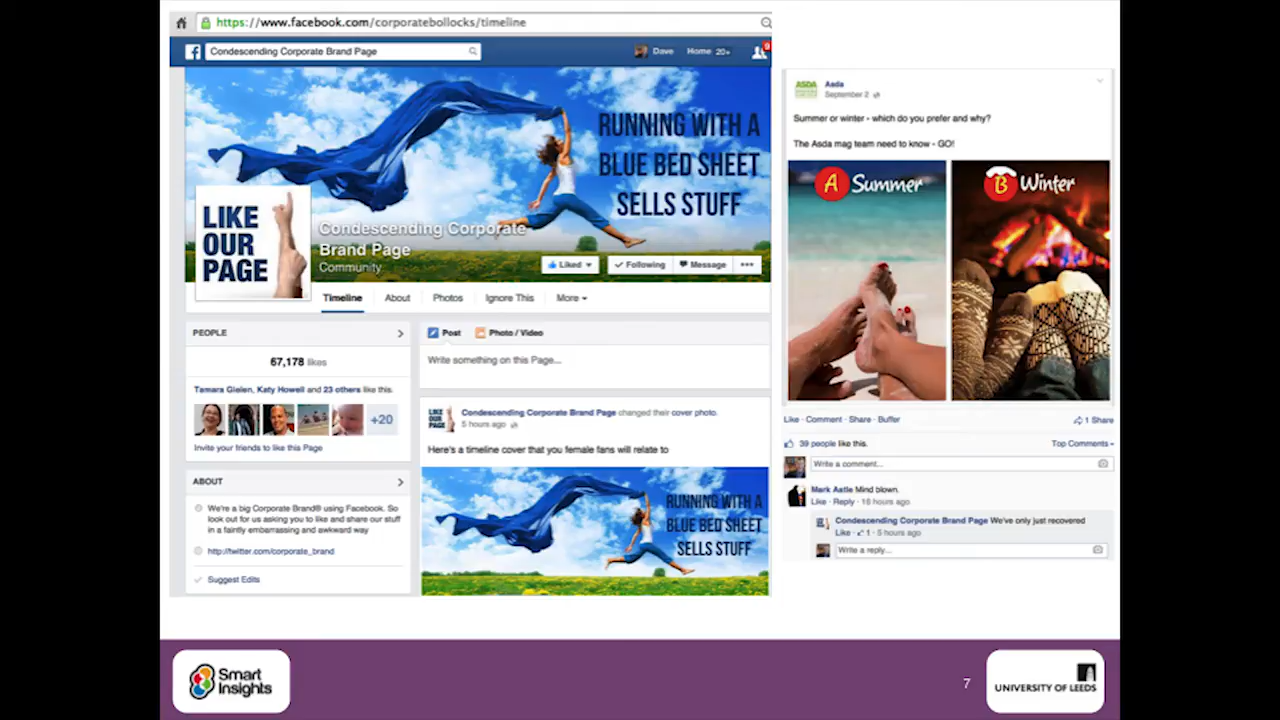 https://www.facebook.com/corporatebollocks/timeline
Condescending Corporate Brand Page
Dave
Home 20+
9
RUNNING WITH A
BLUE BED SHEET
SELLS STUFF
LIKE
OUR
PAGE
Condescending Corporate
Brand Page
Community
Liked
Following
Message
Timeline
About
Photos
Ignore This
More
PEOPLE
67,178 likes
Tamara Gielen, Katy Howell and 23 others like this.
+20
Invite your friends to like this Page
ABOUT
We're a big Corporate Brand® using Facebook. So
look out for us asking you to like and share our stuff
in a faintly embarrassing and awkward way
http://twitter.com/corporate_brand
Suggest Edits
Post
Photo / Video
Write something on this Page...
LIKE
OUR
PAGE
Condescending Corporate Brand Page changed their cover photo.
5 hours ago
Here's a timeline cover that you female fans will relate to
RUNNING WITH A
BLUE BED SHEET
SELLS STUFF
ASDA
Asda
September 2
Summer or winter - which do you prefer and why?
The Asda mag team need to know - GO!
A Summer
B Winter
Like · Comment · Share · Buffer
1 Share
39 people like this.
Top Comments
Write a comment...
Mark Astle Mind blown.
Like · Reply · 16 hours ago
Condescending Corporate Brand Page We've only just recovered
Like · 1 · 5 hours ago
Write a reply...
Smart
Insights
7
UNIVERSITY OF LEEDS